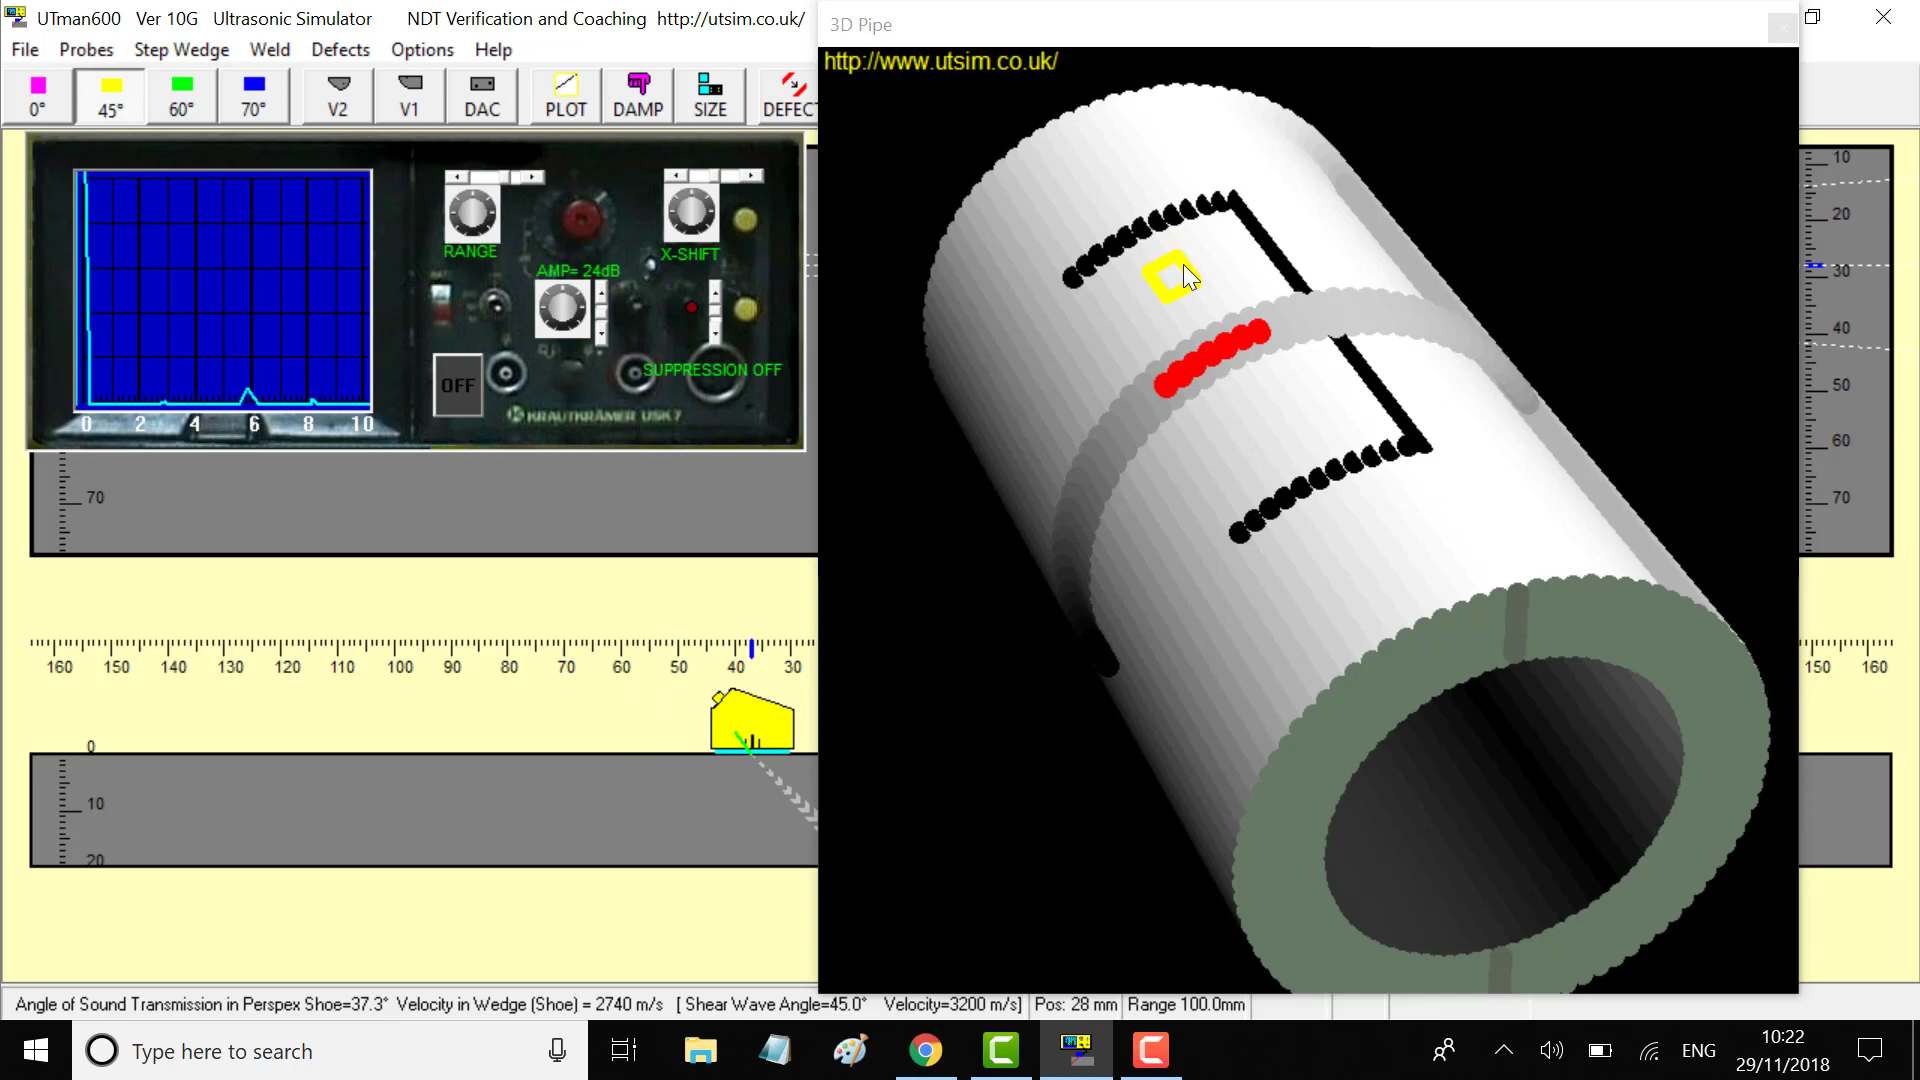 UTman600 Ver 10G Ultrasonic Simulator NDT Verification and Coaching http://utsim.co.uk/
3D Pipe
File Probes Step Wedge Weld Defects Options Help
http://www.utsim.co.uk/
0° 45° 60° 70° V2 V1 DAC PLOT DAMP SIZE DEFECT
RANGE
X-SHIFT
AMP= 24dB
SUPPRESSION OFF
OFF
KRAUTKRÄMER USK7
0 2 4 6 8 10
10
20
30
40
50
60
70
70
160 150 140 130 120 110 100 90 80 70 60 50 40 30
150 160
0
10
20
Angle of Sound Transmission in Perspex Shoe=37.3° Velocity in Wedge (Shoe) = 2740 m/s [ Shear Wave Angle=45.0° Velocity=3200 m/s] Pos: 28 mm Range 100.0mm
Type here to search
ENG
10:22
29/11/2018